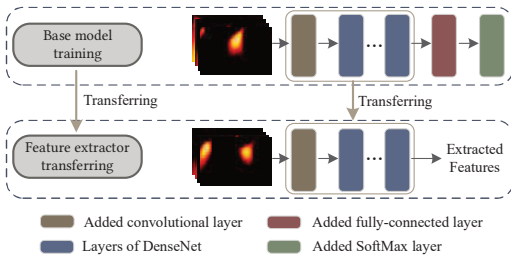 Base model
training
Transferring
Transferring
Feature extractor
transferring
Extracted
Features
Added convolutional layer
Added fully-connected layer
Layers of DenseNet
Added SoftMax layer